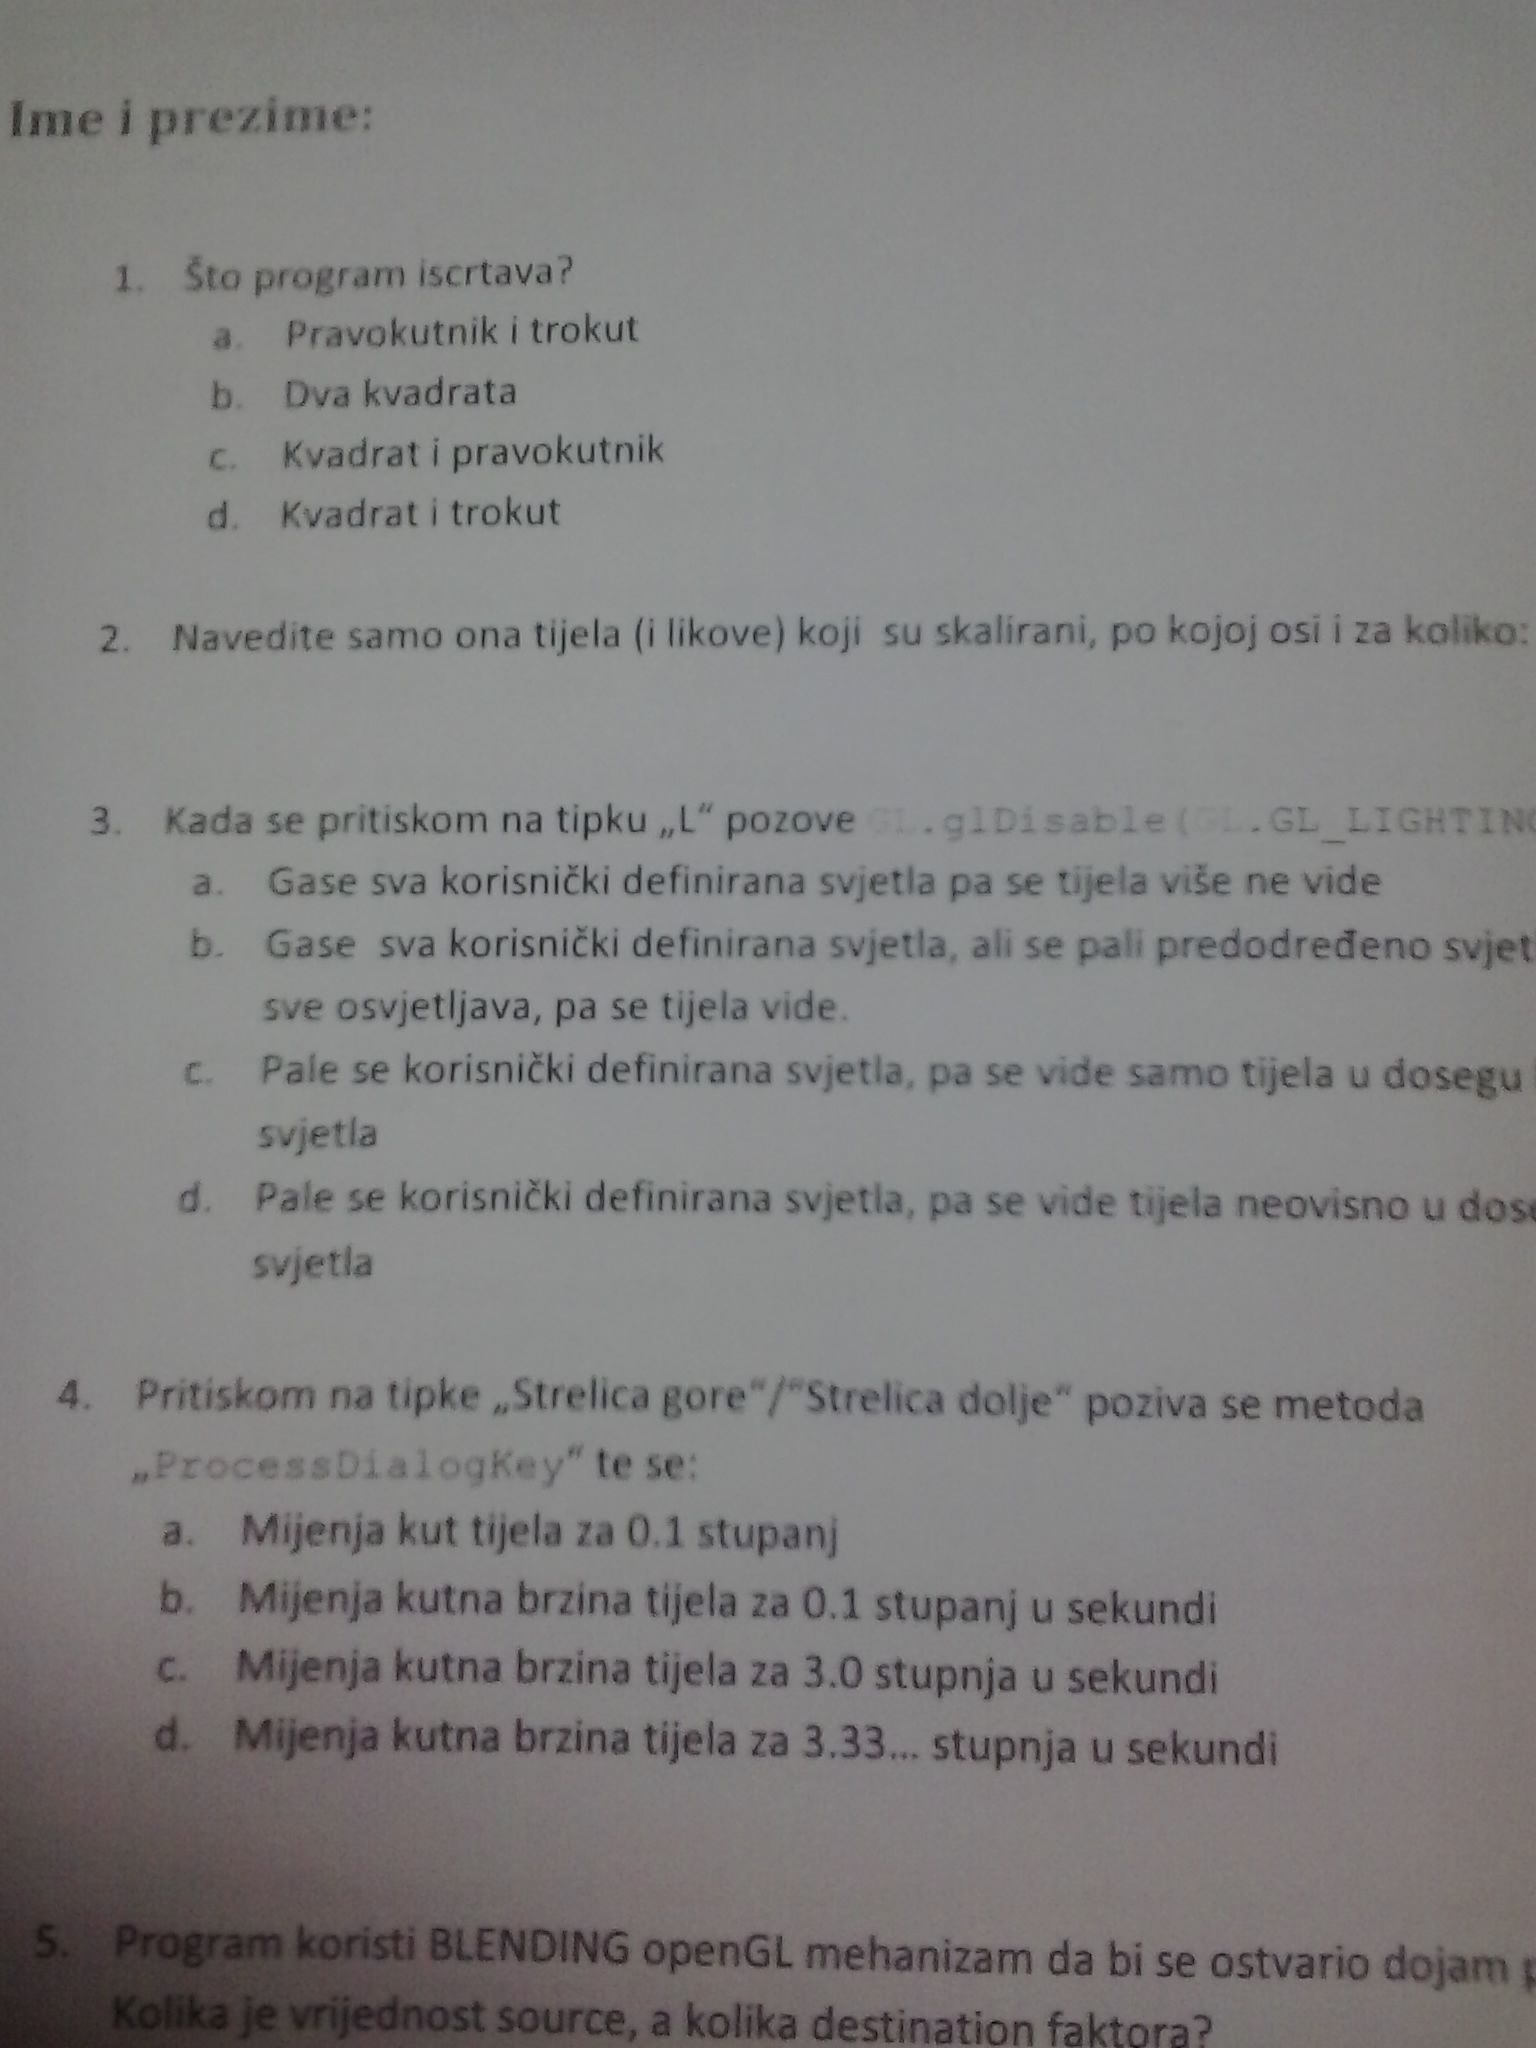 Ime i prezime:
1. Što program iscrtava?
a. Pravokutnik i trokut
b. Dva kvadrata
c. Kvadrat i pravokutnik
d. Kvadrat i trokut
2. Navedite samo ona tijela (i likove) koji su skalirani, po kojoj osi i za koliko:
3. Kada se pritiskom na tipku „L“ pozove GL.glDisable(GL.GL_LIGHTING
a. Gase sva korisnički definirana svjetla pa se tijela više ne vide
b. Gase sva korisnički definirana svjetla, ali se pali predodređeno svjetl
sve osvjetljava, pa se tijela vide.
c. Pale se korisnički definirana svjetla, pa se vide samo tijela u dosegu
svjetla
d. Pale se korisnički definirana svjetla, pa se vide tijela neovisno u dose
svjetla
4. Pritiskom na tipke „Strelica gore“/“Strelica dolje“ poziva se metoda
„ProcessDialogKey“ te se:
a. Mijenja kut tijela za 0.1 stupanj
b. Mijenja kutna brzina tijela za 0.1 stupanj u sekundi
c. Mijenja kutna brzina tijela za 3.0 stupnja u sekundi
d. Mijenja kutna brzina tijela za 3.33... stupnja u sekundi
5. Program koristi BLENDING openGL mehanizam da bi se ostvario dojam p
Kolika je vrijednost source, a kolika destination faktora?